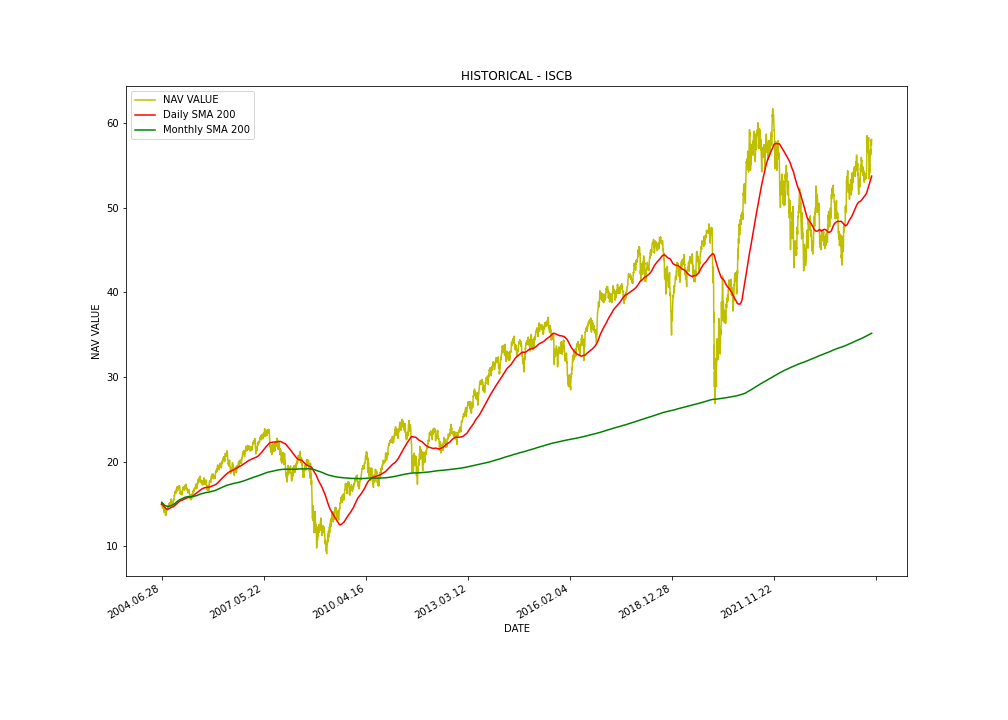 HISTORICAL - ISCB
NAV VALUE
Daily SMA 200
Monthly SMA 200
60
50
40
30
20
10
NAV VALUE
2004.06.28
2007.05.22
2010.04.16
2013.03.12
2016.02.04
2018.12.28
2021.11.22
DATE